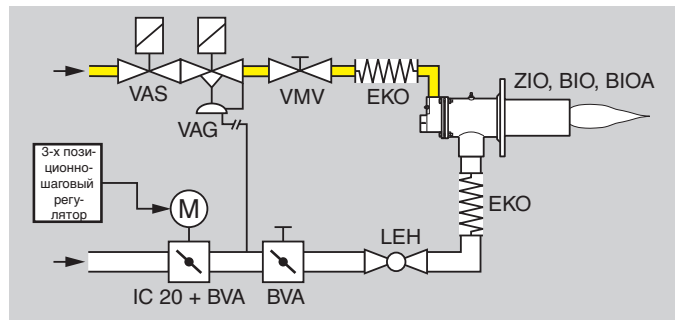 VAS
VAG
VMV
EKO
ZIO, BIO, BIOA
3-х пози-
ционно-
шаговый
регу-
лятор
M
EKO
LEH
IC 20 + BVA
BVA